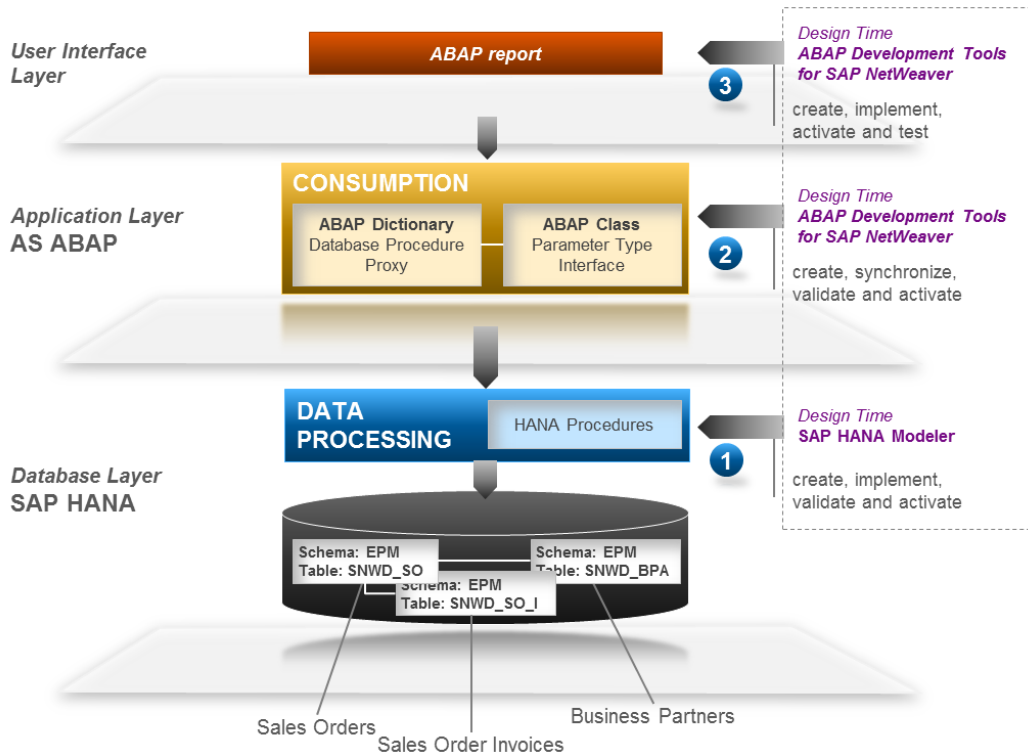 User Interface
Layer
ABAP report
Design Time
ABAP Development Tools
for SAP NetWeaver
3
create, implement,
activate and test
Application Layer
AS ABAP
CONSUMPTION
ABAP Dictionary
Database Procedure
Proxy
ABAP Class
Parameter Type
Interface
Design Time
ABAP Development Tools
for SAP NetWeaver
2
create, synchronize,
validate and activate
Database Layer
SAP HANA
DATA
PROCESSING
HANA Procedures
Design Time
SAP HANA Modeler
1
create, implement,
validate and activate
Schema: EPM
Table: SNWD_SO
Schema: EPM
Table: SNWD_SO_I
Schema: EPM
Table: SNWD_BPA
Sales Orders
Sales Order Invoices
Business Partners